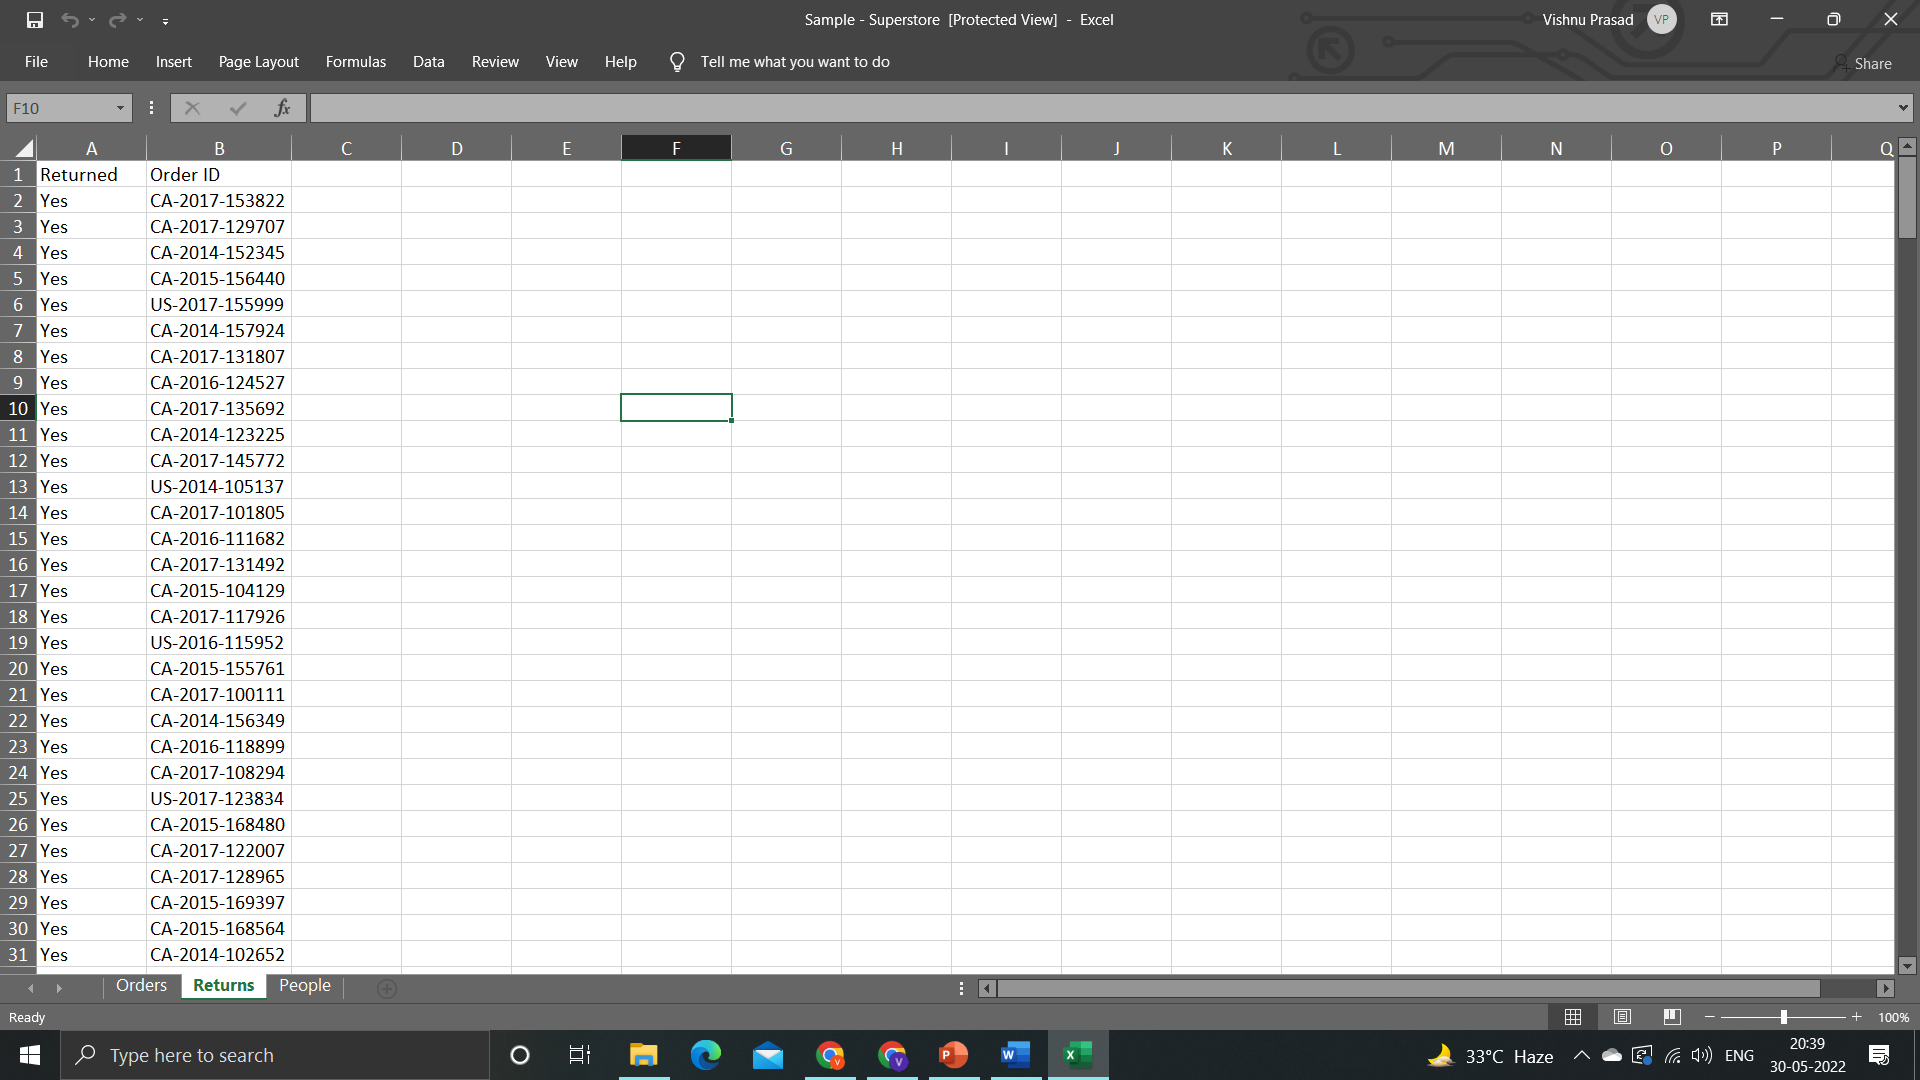 Sample - Superstore [Protected View] - Excel
Vishnu Prasad VP
File Home Insert Page Layout Formulas Data Review View Help Tell me what you want to do Share
F10 fx
A B C D E F G H I J K L M N O P Q
1 Returned Order ID
2 Yes CA-2017-153822
3 Yes CA-2017-129707
4 Yes CA-2014-152345
5 Yes CA-2015-156440
6 Yes US-2017-155999
7 Yes CA-2014-157924
8 Yes CA-2017-131807
9 Yes CA-2016-124527
10 Yes CA-2017-135692
11 Yes CA-2014-123225
12 Yes CA-2017-145772
13 Yes US-2014-105137
14 Yes CA-2017-101805
15 Yes CA-2016-111682
16 Yes CA-2017-131492
17 Yes CA-2015-104129
18 Yes CA-2017-117926
19 Yes US-2016-115952
20 Yes CA-2015-155761
21 Yes CA-2017-100111
22 Yes CA-2014-156349
23 Yes CA-2016-118899
24 Yes CA-2017-108294
25 Yes US-2017-123834
26 Yes CA-2015-168480
27 Yes CA-2017-122007
28 Yes CA-2017-128965
29 Yes CA-2015-169397
30 Yes CA-2015-168564
31 Yes CA-2014-102652
Orders Returns People
Ready 100%
Type here to search
33°C Haze ENG
20:39
30-05-2022